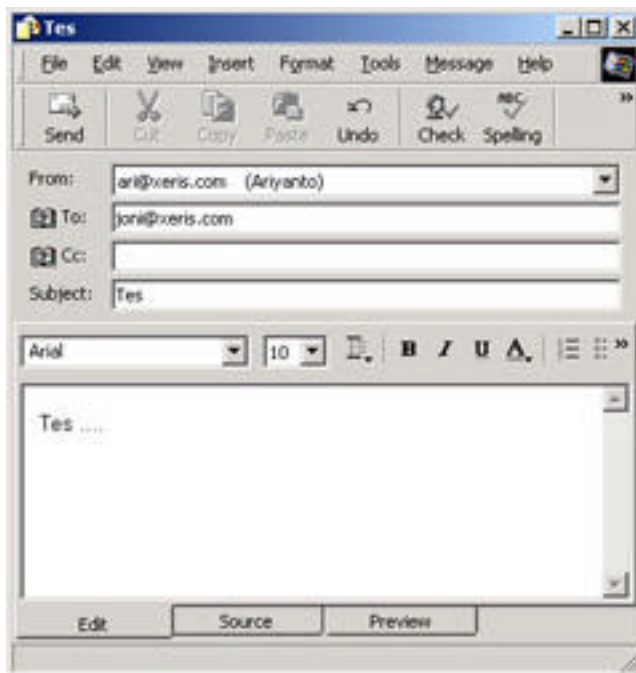 Tes
File Edit View Insert Format Tools Message Help
Send Cut Copy Paste Undo Check Spelling
From: ari@xeris.com (Ariyanto)
To: joni@xeris.com
Cc:
Subject: Tes
Arial 10 B I U A
Tes ....
Edit Source Preview